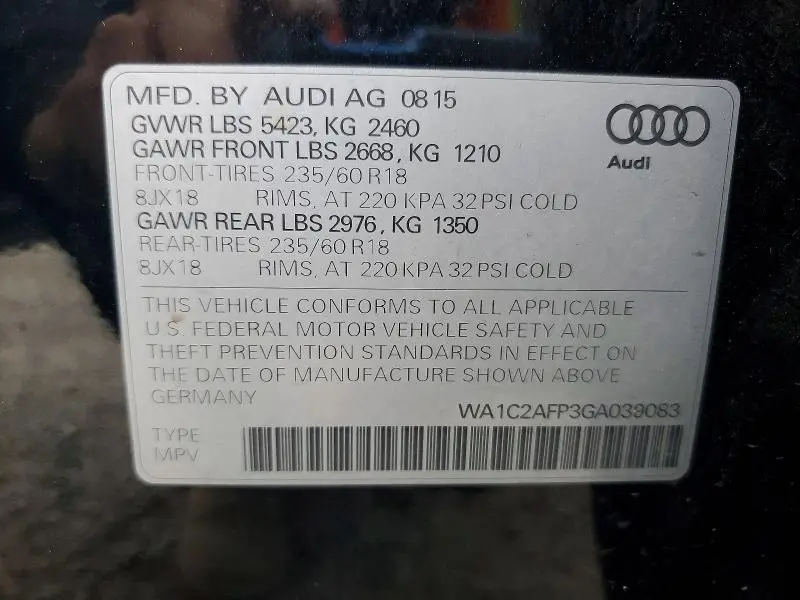 MFD. BY AUDI AG 0815
GVWR LBS 5423, KG 2460
GAWR FRONT LBS 2668, KG 1210
FRONT-TIRES 235/60 R18
8JX18 RIMS, AT 220 KPA 32 PSI COLD
GAWR REAR LBS 2976, KG 1350
REAR-TIRES 235/60 R18
8JX18 RIMS, AT 220 KPA 32 PSI COLD
Audi
THIS VEHICLE CONFORMS TO ALL APPLICABLE
U.S. FEDERAL MOTOR VEHICLE SAFETY AND
THEFT PREVENTION STANDARDS IN EFFECT ON
THE DATE OF MANUFACTURE SHOWN ABOVE
GERMANY
WA1C2AFP3GA039083
TYPE
MPV